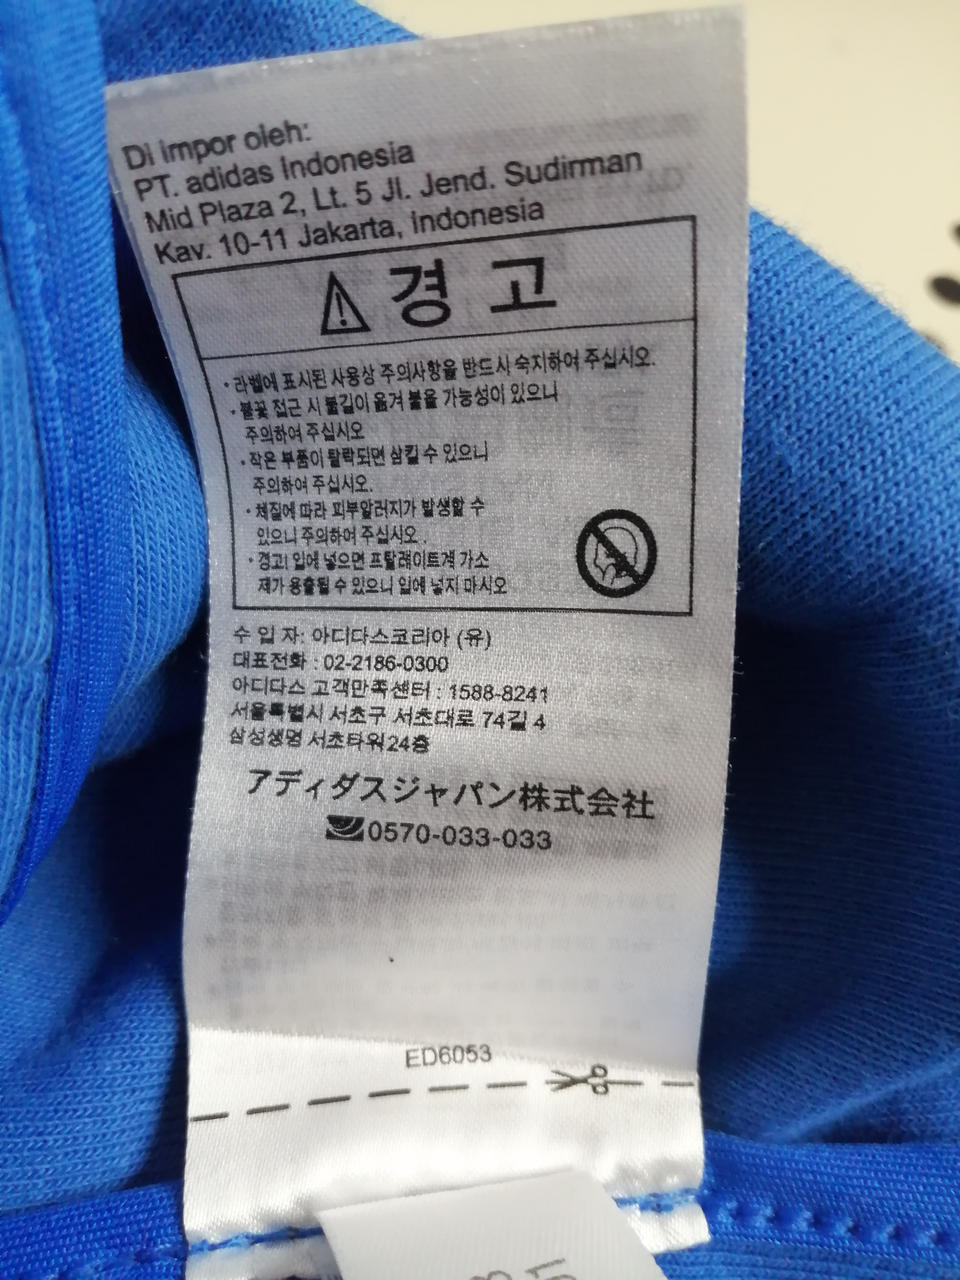 Di impor oleh:
PT. adidas Indonesia
Mid Plaza 2, Lt. 5 Jl. Jend. Sudirman
Kav. 10-11 Jakarta, Indonesia
경 고
· 라벨에 표시된 사용상 주의사항을 반드시 숙지하여 주십시오.
· 불꽃 접근 시 불길이 옮겨 붙을 가능성이 있으니
주의하여 주십시오
· 작은 부품이 탈락되면 삼킬 수 있으니
주의하여 주십시오.
· 체질에 따라 피부알러지가 발생할 수
있으니 주의하여 주십시오 .
· 경고! 입에 넣으면 프탈레이트계 가소
제가 용출될 수 있으니 입에 넣지 마시오
수 입 자: 아디다스코리아 (유)
대표전화 : 02-2186-0300
아디다스 고객만족센터 : 1588-8241
서울특별시 서초구 서초대로 74길 4
삼성생명 서초타워24층
アディダスジャパン株式会社
0570-033-033
ED6053